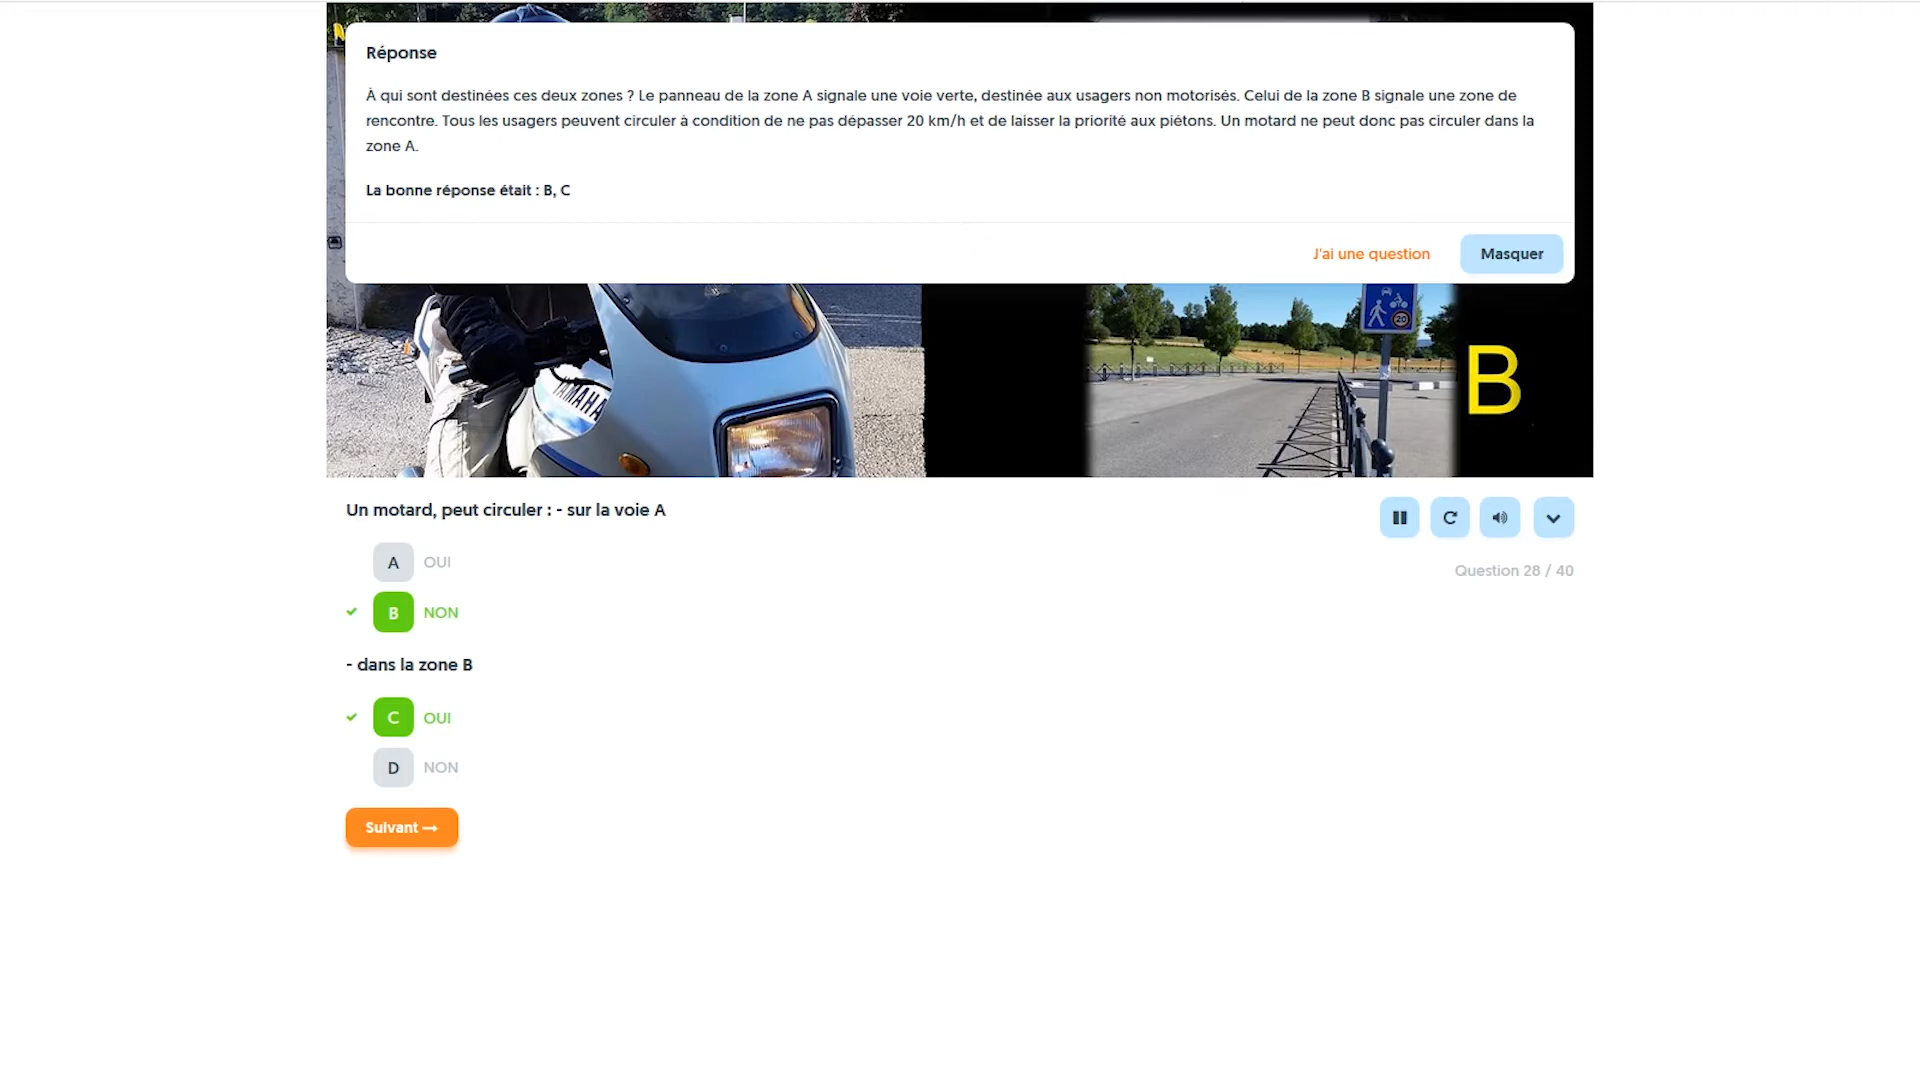 Réponse
À qui sont destinées ces deux zones ? Le panneau de la zone A signale une voie verte, destinée aux usagers non motorisés. Celui de la zone B signale une zone de
rencontre. Tous les usagers peuvent circuler à condition de ne pas dépasser 20 km/h et de laisser la priorité aux piétons. Un motard ne peut donc pas circuler dans la
zone A.
La bonne réponse était : B, C
J'ai une question
Masquer
20
B
YAMAHA
Un motard, peut circuler : - sur la voie A
A OUI
B NON
- dans la zone B
C OUI
D NON
Question 28 / 40
Suivant →